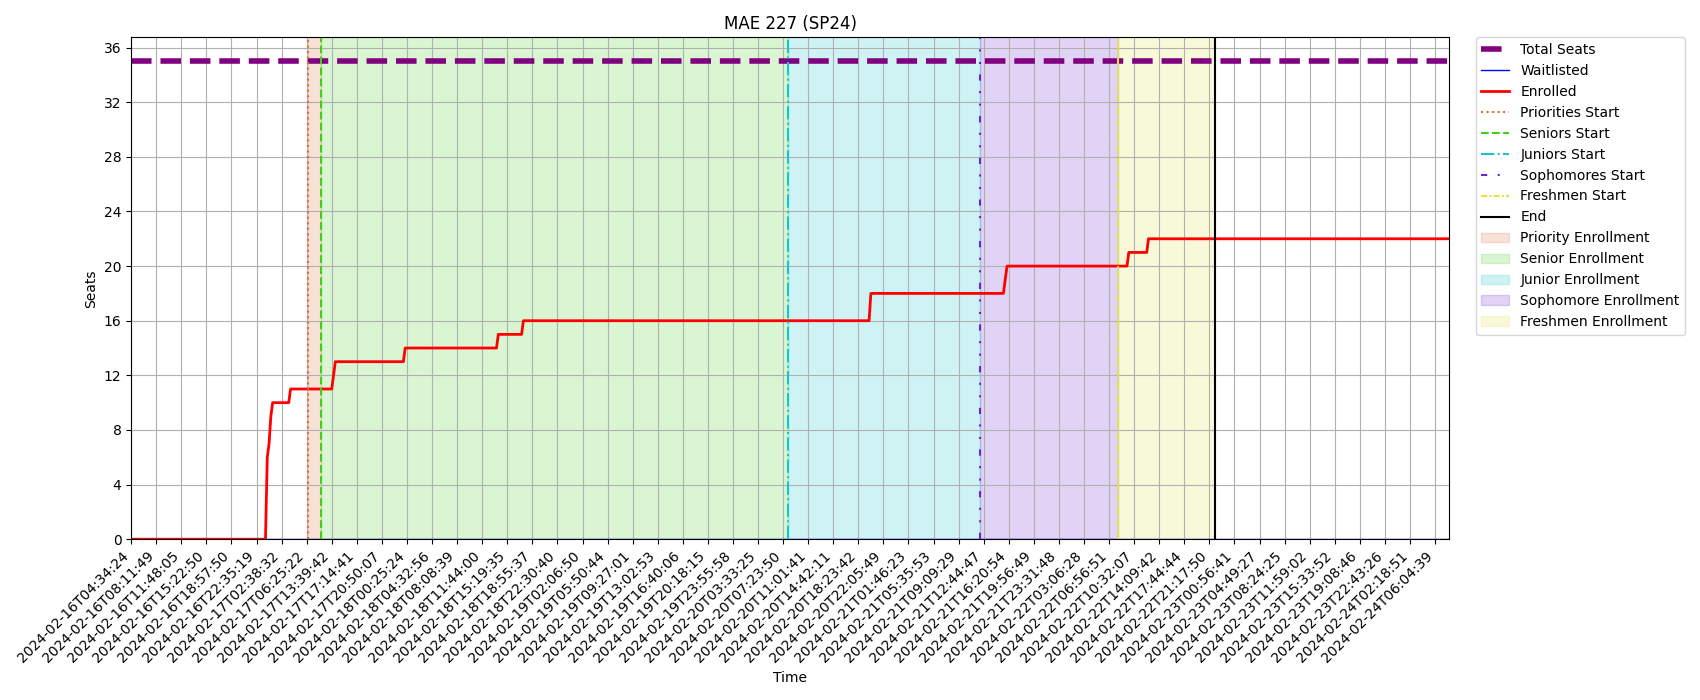 MAE 227 (SP24)
Total Seats
Waitlisted
Enrolled
Priorities Start
Seniors Start
Juniors Start
Sophomores Start
Freshmen Start
End
Priority Enrollment
Senior Enrollment
Junior Enrollment
Sophomore Enrollment
Freshmen Enrollment
Seats
36
32
28
24
20
16
12
8
4
0
2024-02-16T04:34:24
2024-02-16T08:11:49
2024-02-16T11:48:05
2024-02-16T15:22:50
2024-02-16T18:57:50
2024-02-16T22:35:19
2024-02-17T02:38:32
2024-02-17T06:25:22
2024-02-17T13:39:42
2024-02-17T17:14:41
2024-02-17T20:50:07
2024-02-18T00:25:24
2024-02-18T04:32:56
2024-02-18T08:08:39
2024-02-18T11:44:00
2024-02-18T15:19:35
2024-02-18T18:55:37
2024-02-18T22:30:40
2024-02-19T02:06:50
2024-02-19T05:50:44
2024-02-19T09:27:01
2024-02-19T13:02:53
2024-02-19T16:40:06
2024-02-19T20:18:15
2024-02-19T23:55:58
2024-02-20T03:33:25
2024-02-20T07:23:50
2024-02-20T11:01:41
2024-02-20T14:42:11
2024-02-20T18:23:42
2024-02-20T22:05:49
2024-02-21T01:46:23
2024-02-21T05:35:53
2024-02-21T09:09:29
2024-02-21T12:44:47
2024-02-21T16:20:54
2024-02-21T19:56:49
2024-02-21T23:31:48
2024-02-22T03:06:28
2024-02-22T06:56:51
2024-02-22T10:32:07
2024-02-22T14:09:42
2024-02-22T17:44:44
2024-02-22T21:17:50
2024-02-23T00:56:41
2024-02-23T04:49:27
2024-02-23T08:24:25
2024-02-23T11:59:02
2024-02-23T15:33:52
2024-02-23T19:08:46
2024-02-23T22:43:26
2024-02-24T02:18:51
2024-02-24T06:04:39
Time